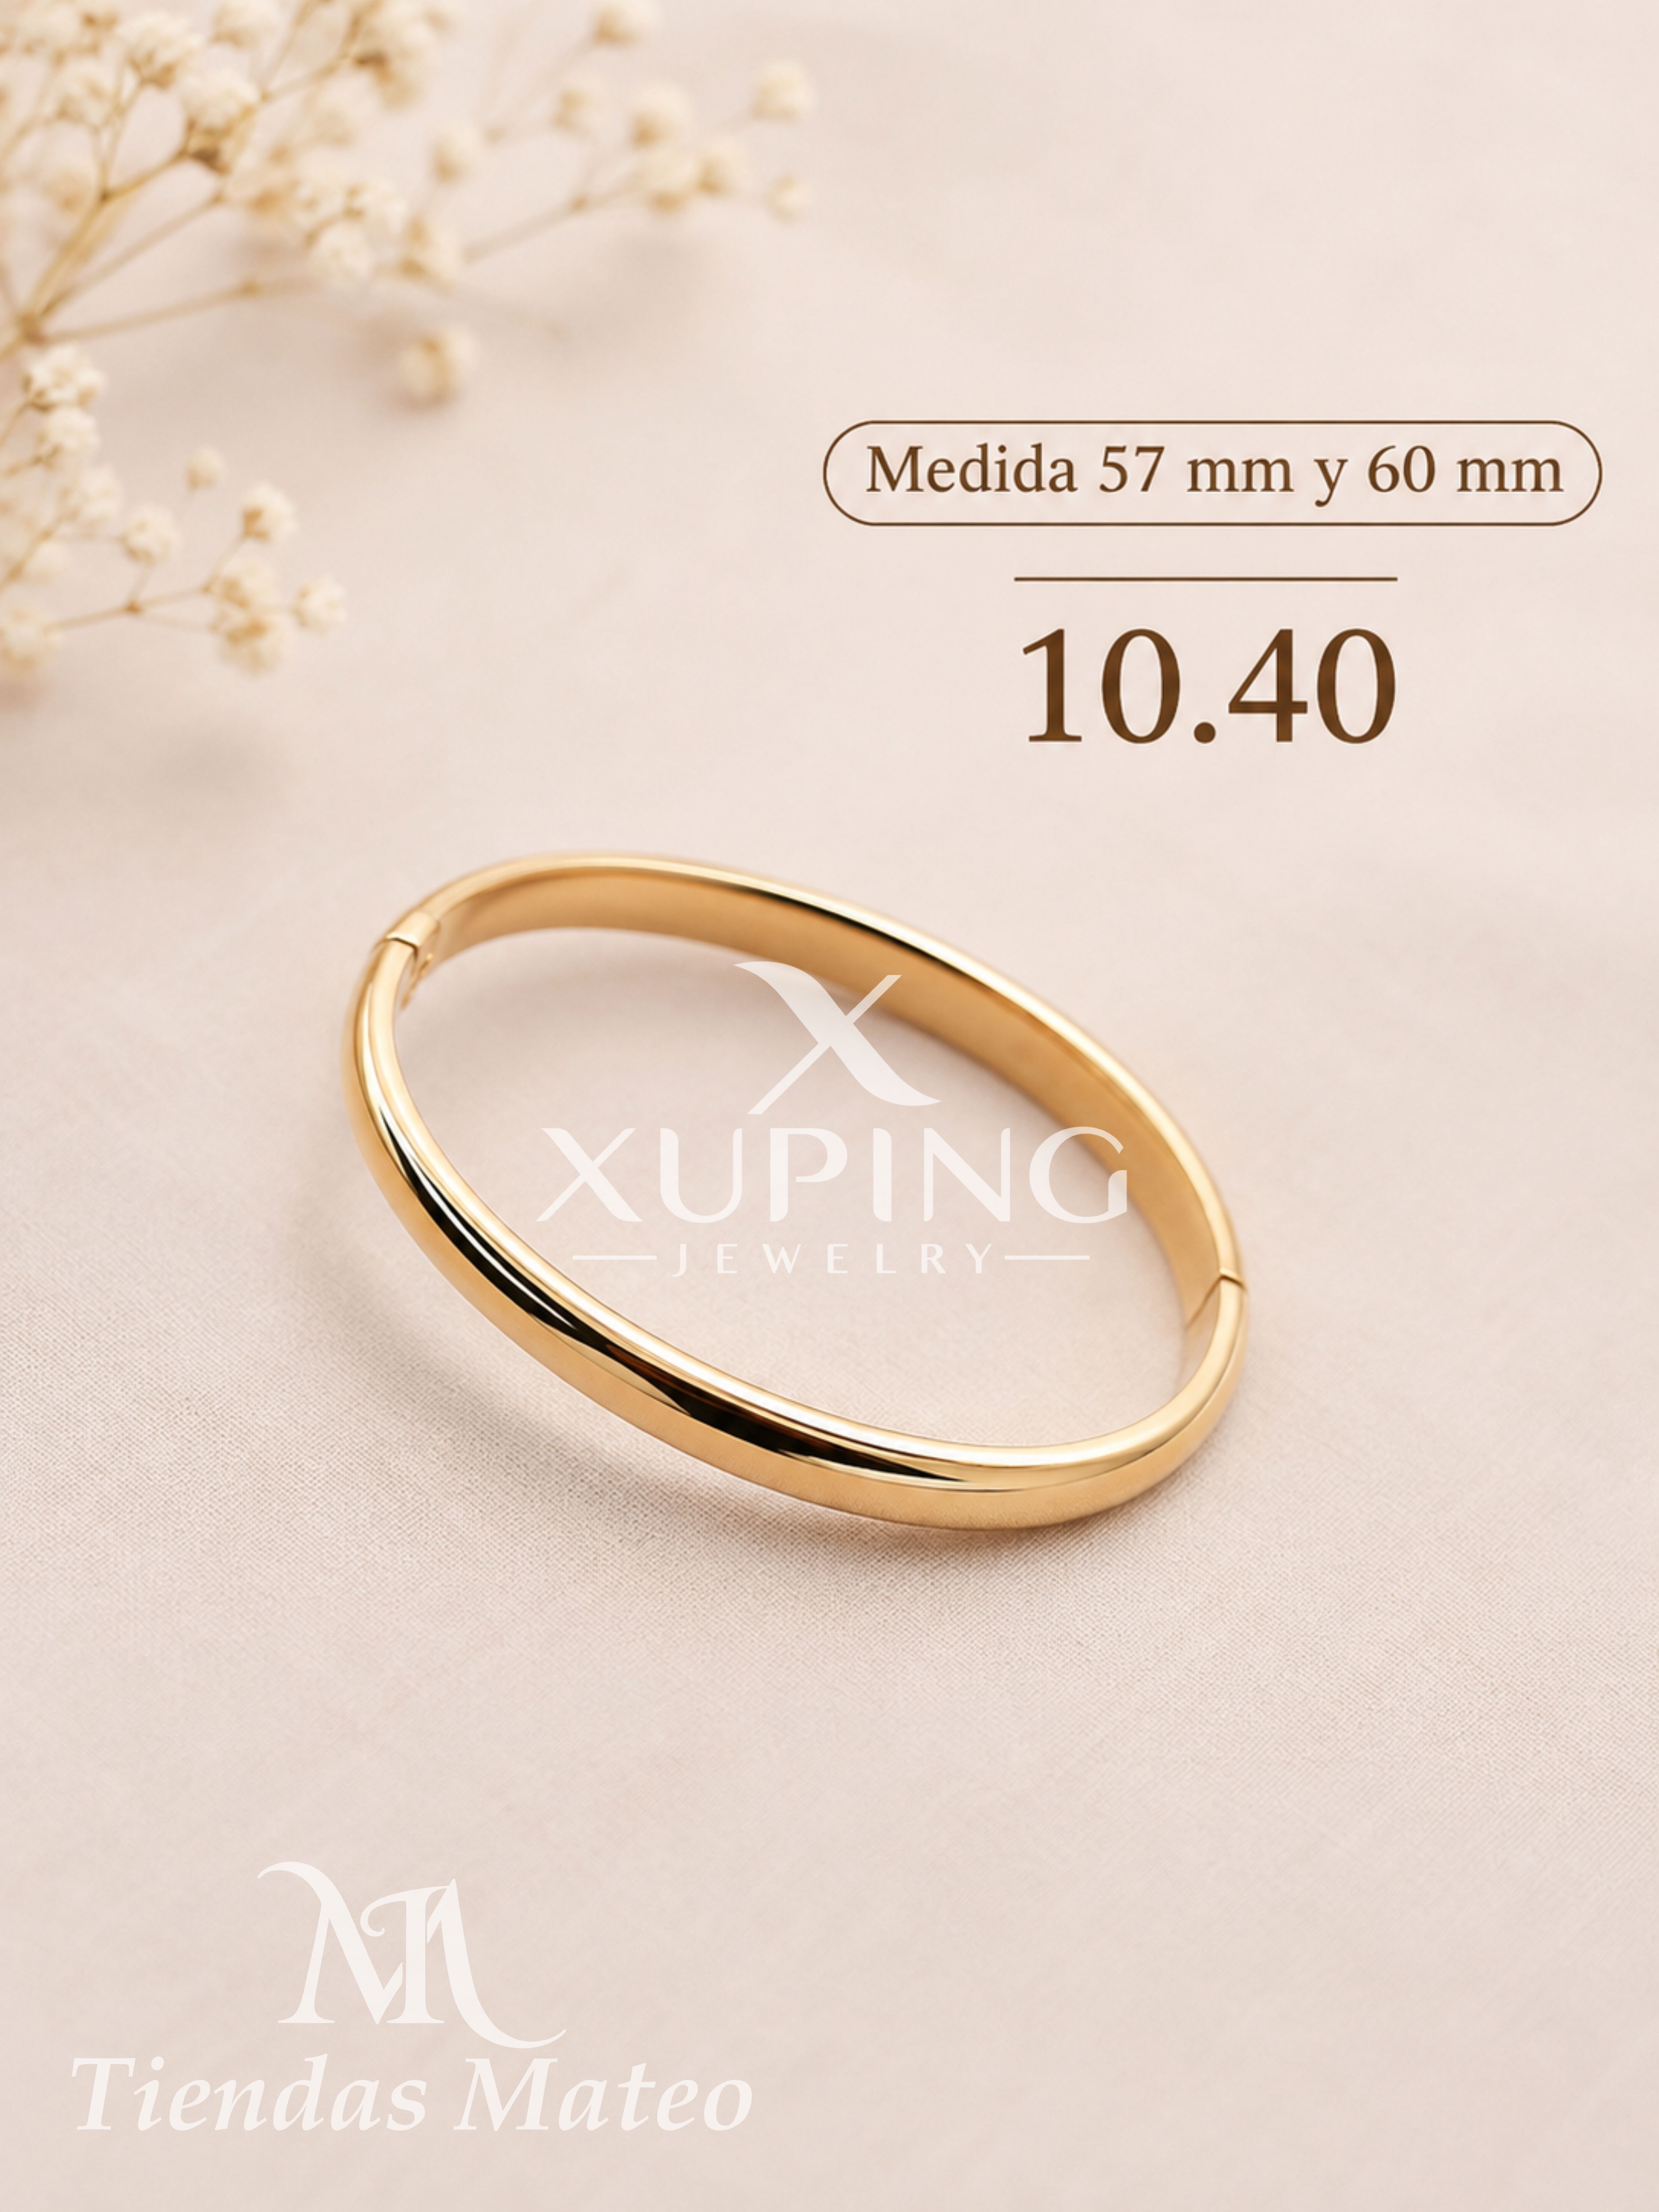 Medida 57 mm y 60 mm
10.40
X
XUPING
JEWELRY
M
Tiendas Mateo